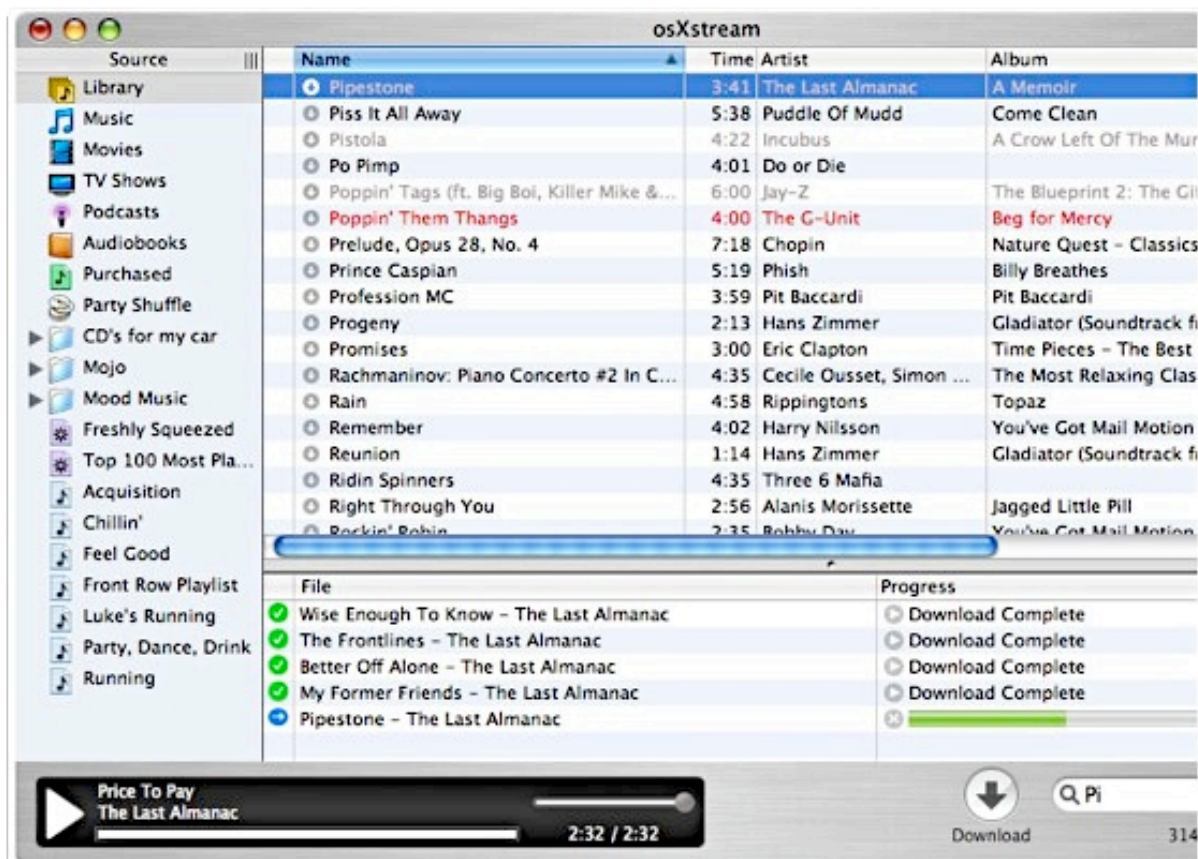 osXstream
Source
Library
Music
Movies
TV Shows
Podcasts
Audiobooks
Purchased
Party Shuffle
CD's for my car
Mojo
Mood Music
Freshly Squeezed
Top 100 Most Pla...
Acquisition
Chillin'
Feel Good
Front Row Playlist
Luke's Running
Party, Dance, Drink
Running
Name Time Artist Album
Pipestone 3:41 The Last Almanac A Memoir
Piss It All Away 5:38 Puddle Of Mudd Come Clean
Pistola 4:22 Incubus A Crow Left Of The Mur
Po Pimp 4:01 Do or Die
Poppin' Tags (ft. Big Boi, Killer Mike &... 6:00 Jay-Z The Blueprint 2: The Gi
Poppin' Them Thangs 4:00 The G-Unit Beg for Mercy
Prelude, Opus 28, No. 4 7:18 Chopin Nature Quest - Classics
Prince Caspian 5:19 Phish Billy Breathes
Profession MC 3:59 Pit Baccardi Pit Baccardi
Progeny 2:13 Hans Zimmer Gladiator (Soundtrack f
Promises 3:00 Eric Clapton Time Pieces - The Best
Rachmaninov: Piano Concerto #2 In C... 4:35 Cecile Ousset, Simon ... The Most Relaxing Clas
Rain 4:58 Rippingtons Topaz
Remember 4:02 Harry Nilsson You've Got Mail Motion
Reunion 1:14 Hans Zimmer Gladiator (Soundtrack f
Ridin Spinners 4:35 Three 6 Mafia
Right Through You 2:56 Alanis Morissette Jagged Little Pill
Rockin' Robin 2:35 Bobby Day You've Got Mail Motion
File Progress
Wise Enough To Know - The Last Almanac Download Complete
The Frontlines - The Last Almanac Download Complete
Better Off Alone - The Last Almanac Download Complete
My Former Friends - The Last Almanac Download Complete
Pipestone - The Last Almanac
Price To Pay
The Last Almanac
2:32 / 2:32
Pi
Download 314